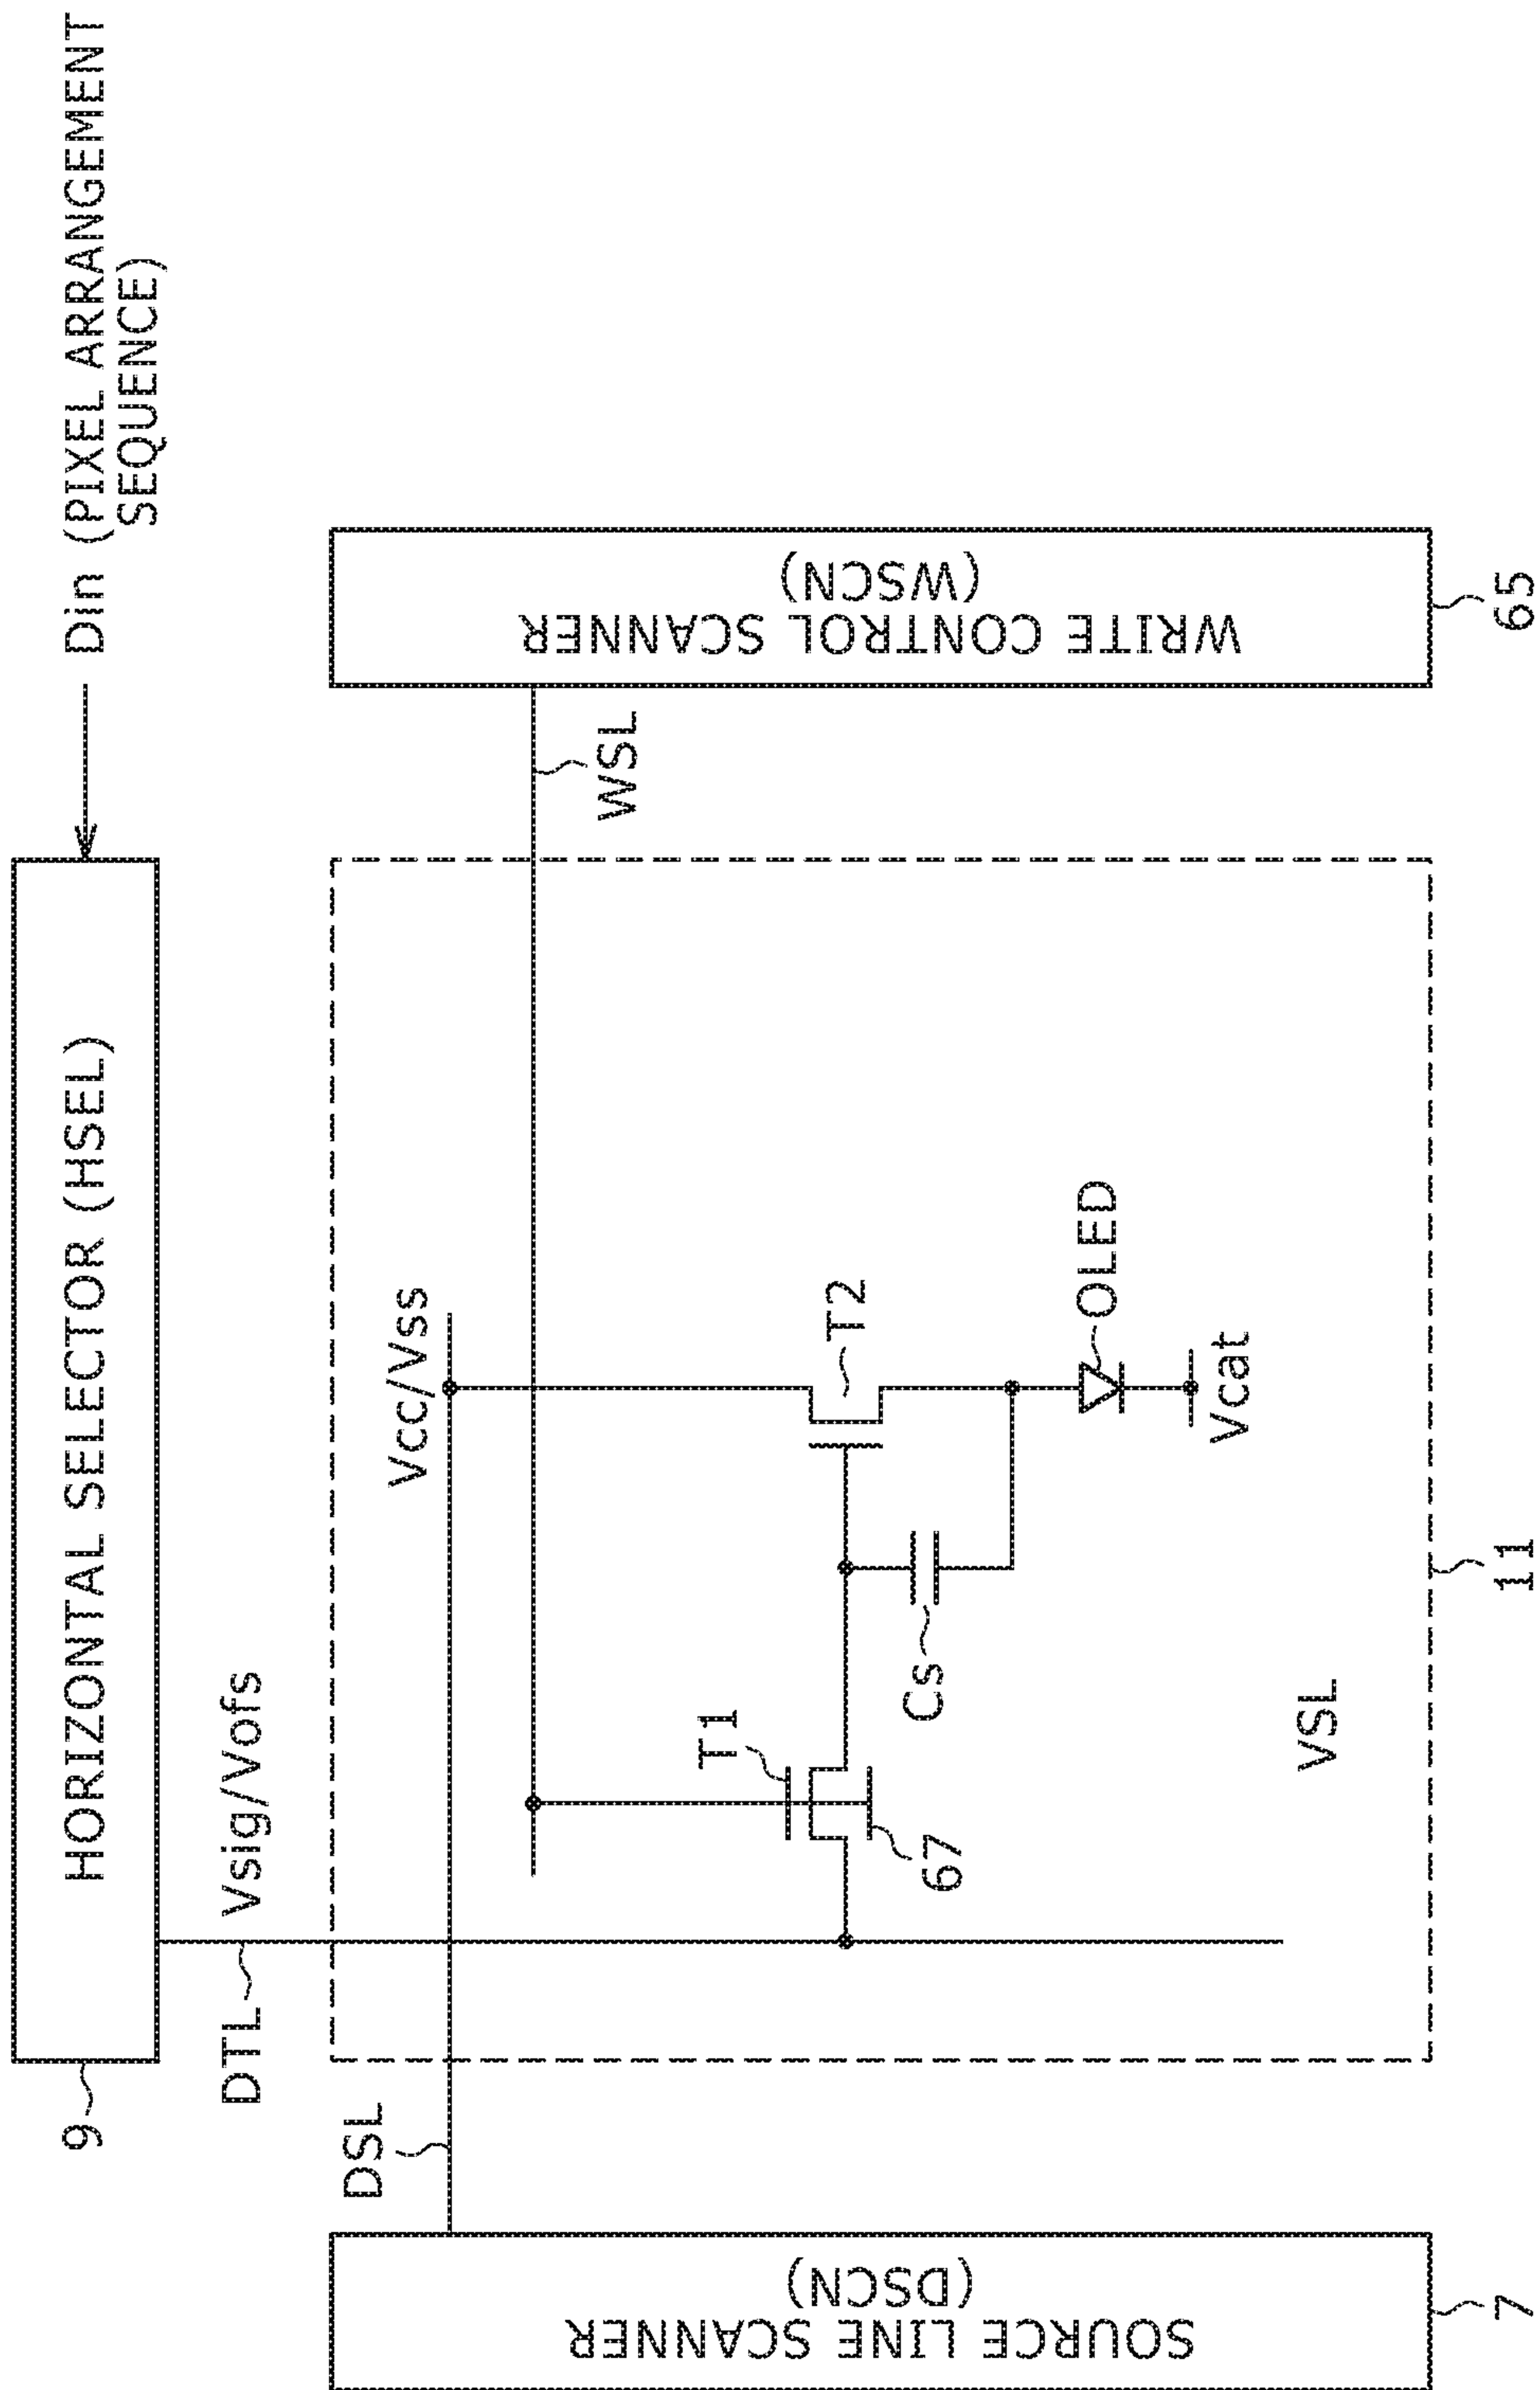 Din (PIXEL ARRANGEMENT
SEQUENCE)
9
HORIZONTAL SELECTOR (HSEL)
DTL
Vsig/Vofs
DSL
Vcc/Vss
WSL
T1
T2
67
Cs
OLED
Vcat
VSL
SOURCE LINE SCANNER
(DSCN)
WRITE CONTROL SCANNER
(WSCN)
7
11
65